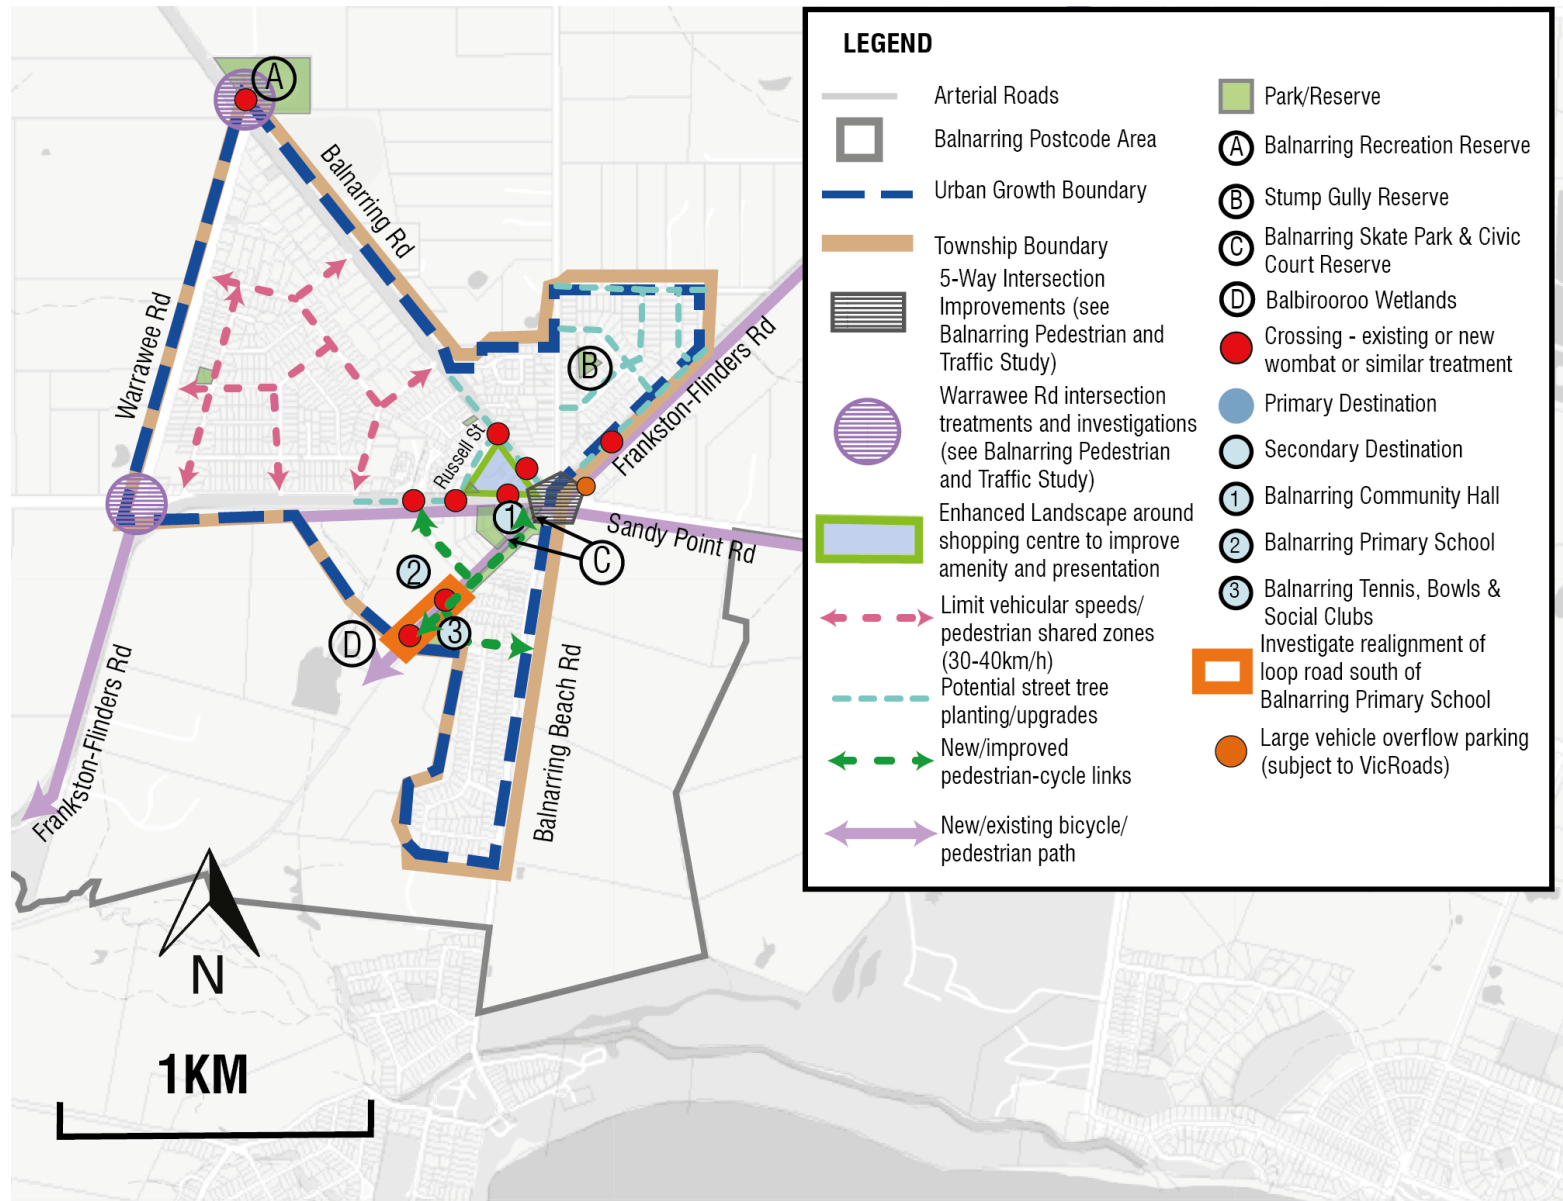 A
Balnarring Rd
Warrawee Rd
B
Frankston-Flinders Rd
Russell St
1
Sandy Point Rd
C
2
3
D
Balnarring Beach Rd
Frankston-Flinders Rd
N
1KM
LEGEND
Arterial Roads
Balnarring Postcode Area
Urban Growth Boundary
Township Boundary
5-Way Intersection
Improvements (see
Balnarring Pedestrian and
Traffic Study)
Warrawee Rd intersection
treatments and investigations
(see Balnarring Pedestrian
and Traffic Study)
Enhanced Landscape around
shopping centre to improve
amenity and presentation
Limit vehicular speeds/
pedestrian shared zones
(30-40km/h)
Potential street tree
planting/upgrades
New/improved
pedestrian-cycle links
New/existing bicycle/
pedestrian path
Park/Reserve
A Balnarring Recreation Reserve
B Stump Gully Reserve
C Balnarring Skate Park & Civic
Court Reserve
D Balbirooroo Wetlands
Crossing - existing or new
wombat or similar treatment
Primary Destination
Secondary Destination
1 Balnarring Community Hall
2 Balnarring Primary School
3 Balnarring Tennis, Bowls &
Social Clubs
Investigate realignment of
loop road south of
Balnarring Primary School
Large vehicle overflow parking
(subject to VicRoads)